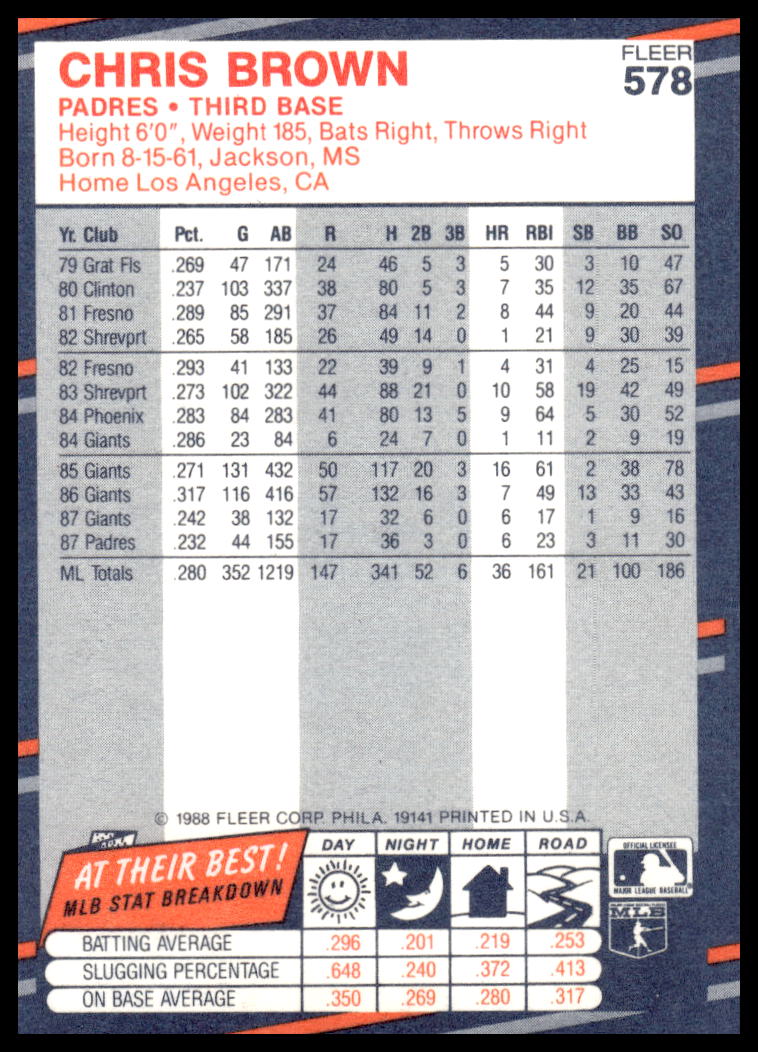 CHRIS BROWN
FLEER
578
PADRES • THIRD BASE
Height 6'0", Weight 185, Bats Right, Throws Right
Born 8-15-61, Jackson, MS
Home Los Angeles, CA
Yr. Club Pct. G AB R H 2B 3B HR RBI SB BB SO
79 Grat Fls .269 47 171 24 46 5 3 5 30 3 10 47
80 Clinton .237 103 337 38 80 5 3 7 35 12 35 67
81 Fresno .289 85 291 37 84 11 2 8 44 9 20 44
82 Shrevprt .265 58 185 26 49 14 0 1 21 9 30 39
82 Fresno .293 41 133 22 39 9 1 4 31 4 25 15
83 Shrevprt .273 102 322 44 88 21 0 10 58 19 42 49
84 Phoenix .283 84 283 41 80 13 5 9 64 5 30 52
84 Giants .286 23 84 6 24 7 0 1 11 2 9 19
85 Giants .271 131 432 50 117 20 3 16 61 2 38 78
86 Giants .317 116 416 57 132 16 3 7 49 13 33 43
87 Giants .242 38 132 17 32 6 0 6 17 1 9 16
87 Padres .232 44 155 17 36 3 0 6 23 3 11 30
ML Totals .280 352 1219 147 341 52 6 36 161 21 100 186
© 1988 FLEER CORP. PHILA. 19141 PRINTED IN U.S.A.
AT THEIR BEST!
MLB STAT BREAKDOWN
DAY NIGHT HOME ROAD
BATTING AVERAGE .296 .201 .219 .253
SLUGGING PERCENTAGE .648 .240 .372 .413
ON BASE AVERAGE .350 .269 .280 .317
OFFICIAL LICENSEE
MAJOR LEAGUE BASEBALL®
MLB